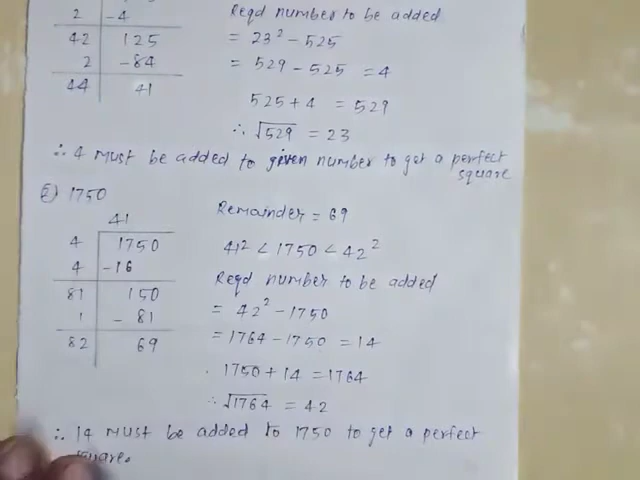 2 -4
Reqd number to be added
42 125
= 23² - 525
2 -84
= 529 - 525 = 4
44 41
525 + 4 = 529
∴ √529 = 23
∴ 4 must be added to given number to get a perfect
square
2) 1750
41
Remainder = 69
4 1750
4 -16
41² < 1750 < 42²
81 150
Reqd number to be added
1 - 81
= 42² - 1750
82 69
= 1764 - 1750 = 14
1750 + 14 = 1764
∴ √1764 = 42
∴ 14 must be added to 1750 to get a perfect
square.